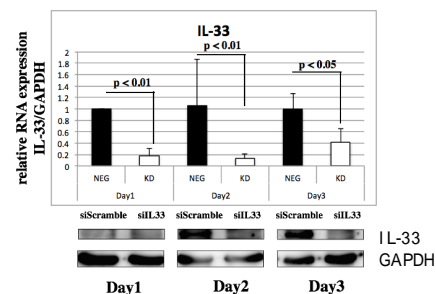 IL-33
relative RNA expression
IL-33/GAPDH
2
1.8
1.6
1.4
1.2
1
0.8
0.6
0.4
0.2
0
p < 0.01
p < 0.01
p < 0.05
NEG KD NEG KD NEG KD
Day1 Day2 Day3
siScramble siIL33 siScramble siIL33 siScramble siIL33
IL-33
GAPDH
Day1 Day2 Day3